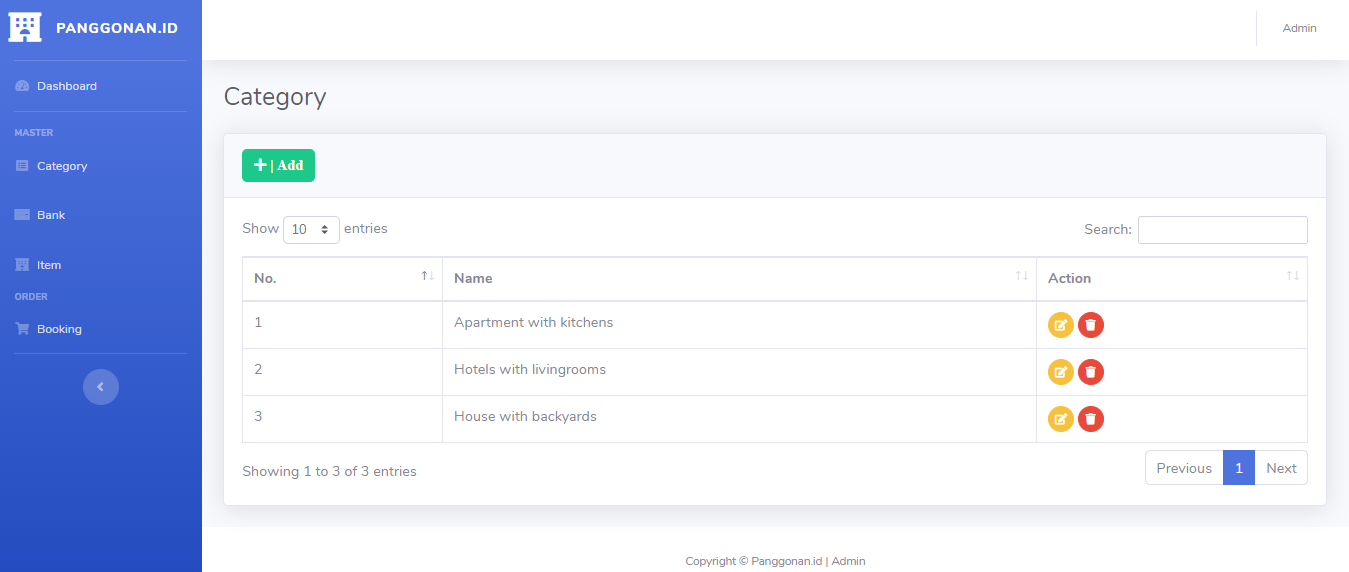 PANGGONAN.ID
Admin
Dashboard
MASTER
Category
Bank
Item
ORDER
Booking
Category
| Add
Show 10 entries
Search:
No. Name Action
1 Apartment with kitchens
2 Hotels with livingrooms
3 House with backyards
Showing 1 to 3 of 3 entries
Previous 1 Next
Copyright © Panggonan.id | Admin